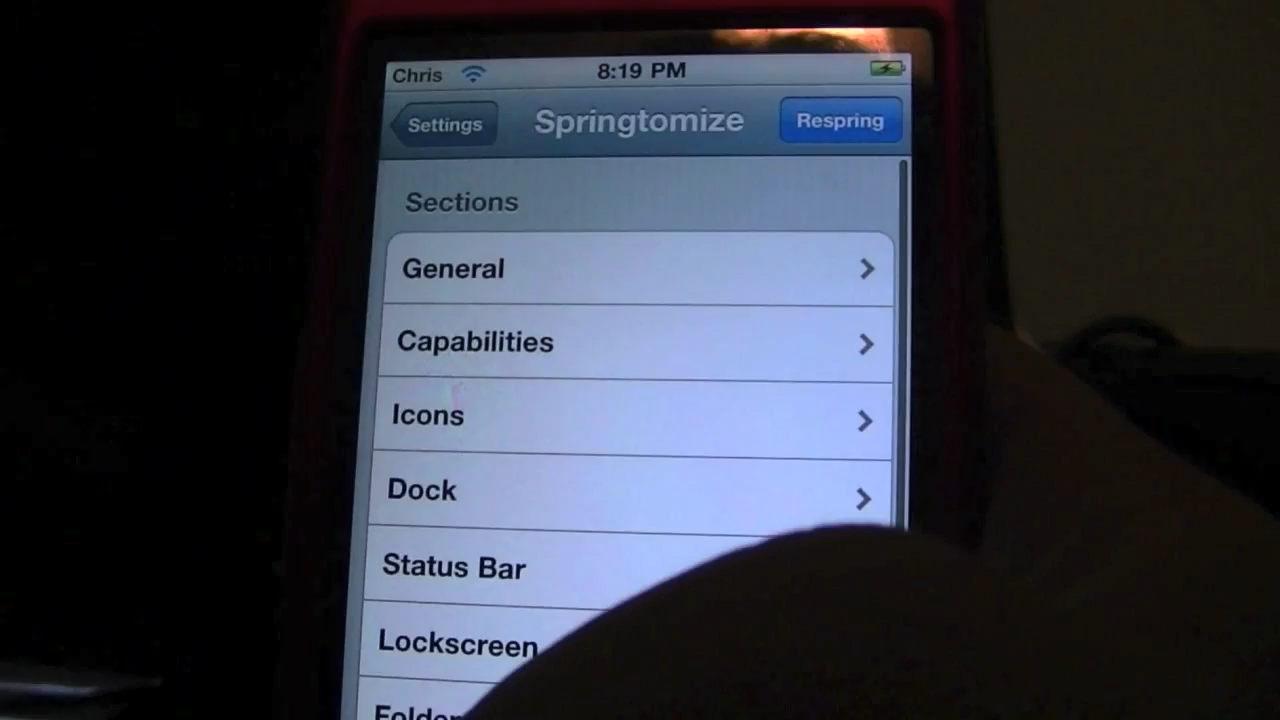 Chris 8:19 PM
Settings Springtomize Respring
Sections
General
Capabilities
Icons
Dock
Status Bar
Lockscreen